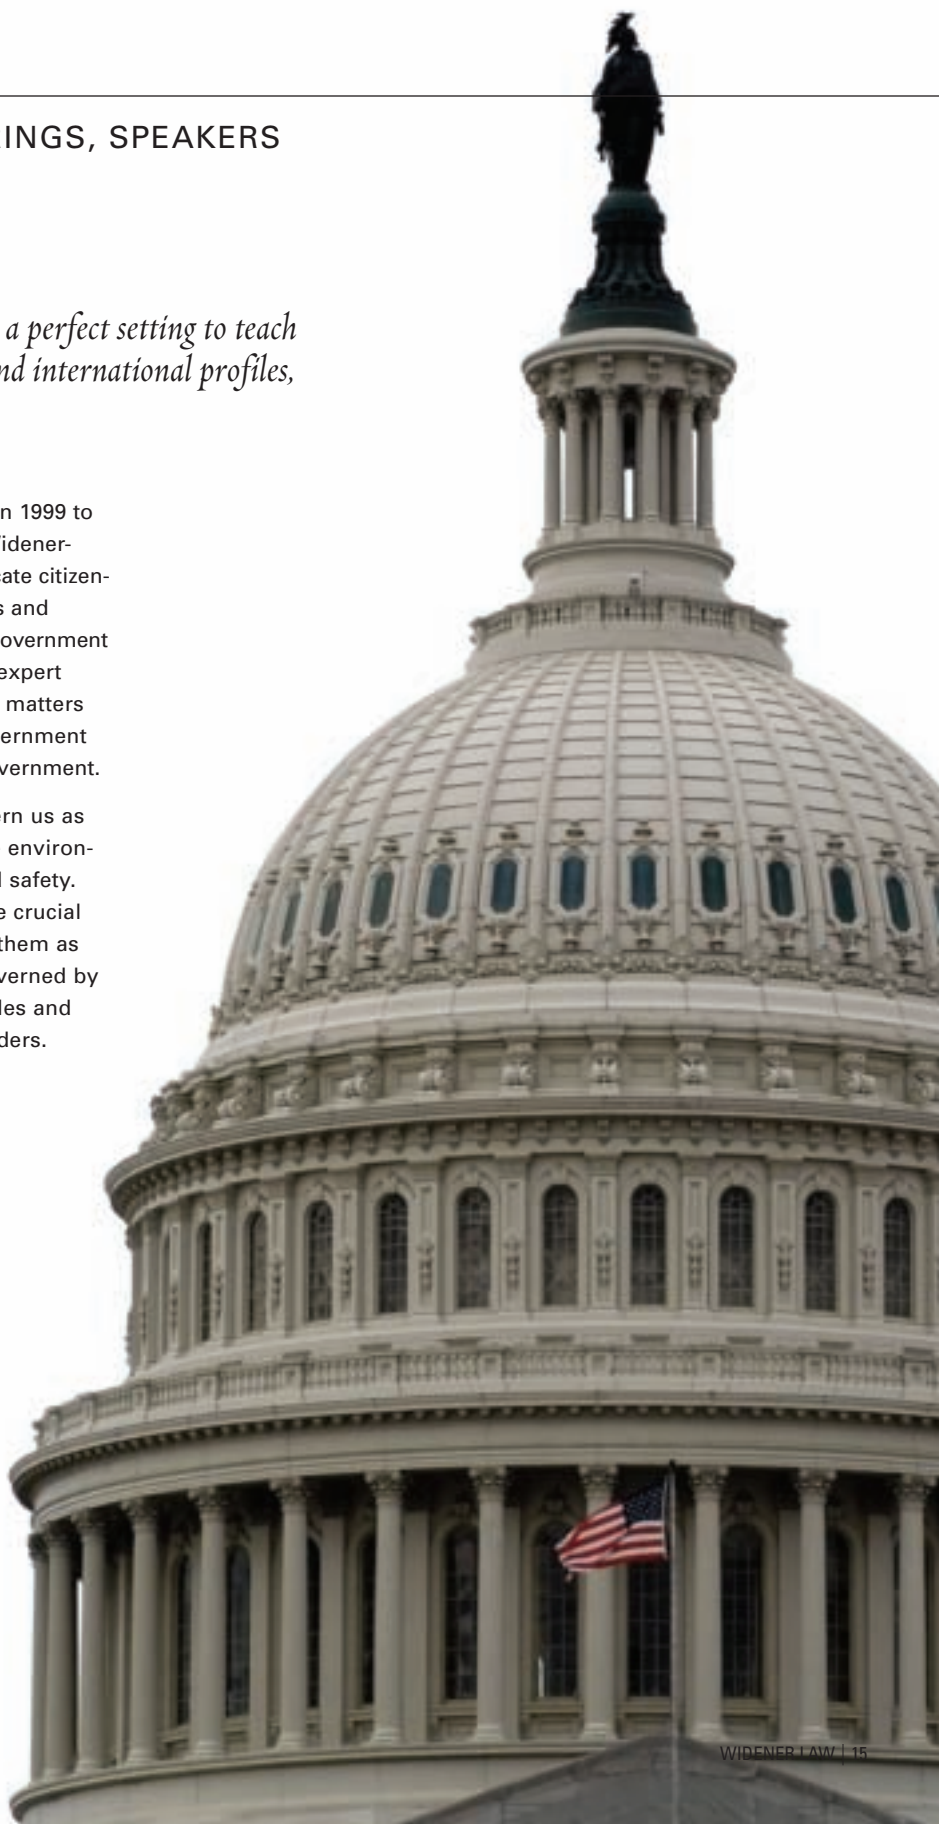 INGS, SPEAKERS
a perfect setting to teach
nd international profiles,
n 1999 to
idener-
ate citizen-
s and
overnment
expert
matters
ernment
vernment.
rn us as
environ-
l safety.
e crucial
them as
verned by
les and
ders.
WIDENER LAW | 15